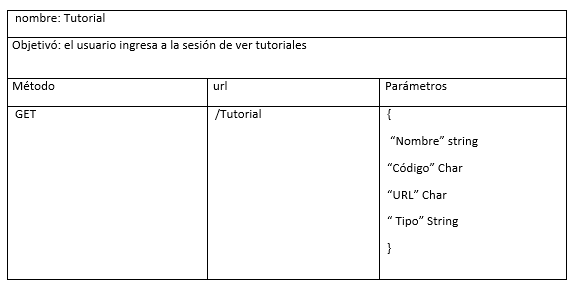 nombre: Tutorial
Objetivó: el usuario ingresa a la sesión de ver tutoriales
Método url Parámetros
GET /Tutorial {
“Nombre” string
“Código” Char
“URL” Char
“ Tipo” String
}